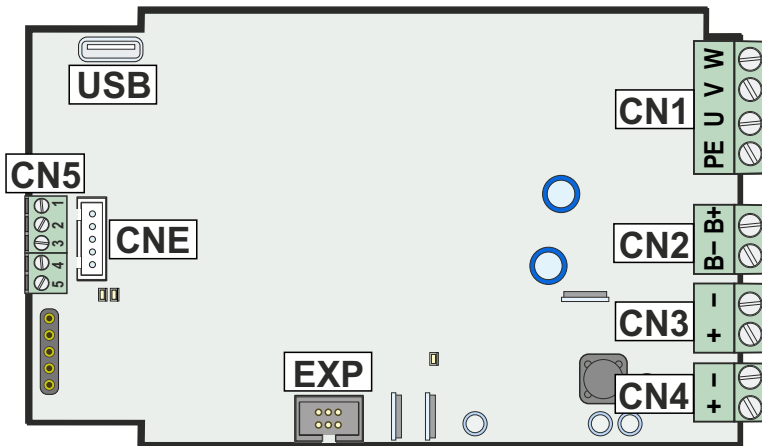 USB
CN5
1
2
3
4
5
CNE
EXP
CN1
W
V
U
PE
CN2
B+
B−
CN3
−
+
CN4
−
+